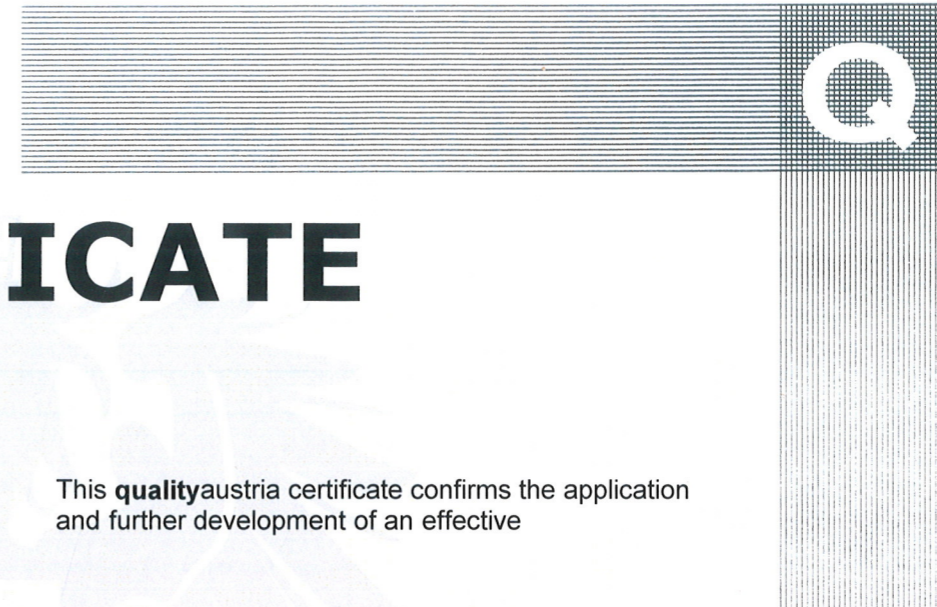 Q
ICATE
This qualityaustria certificate confirms the application
and further development of an effective